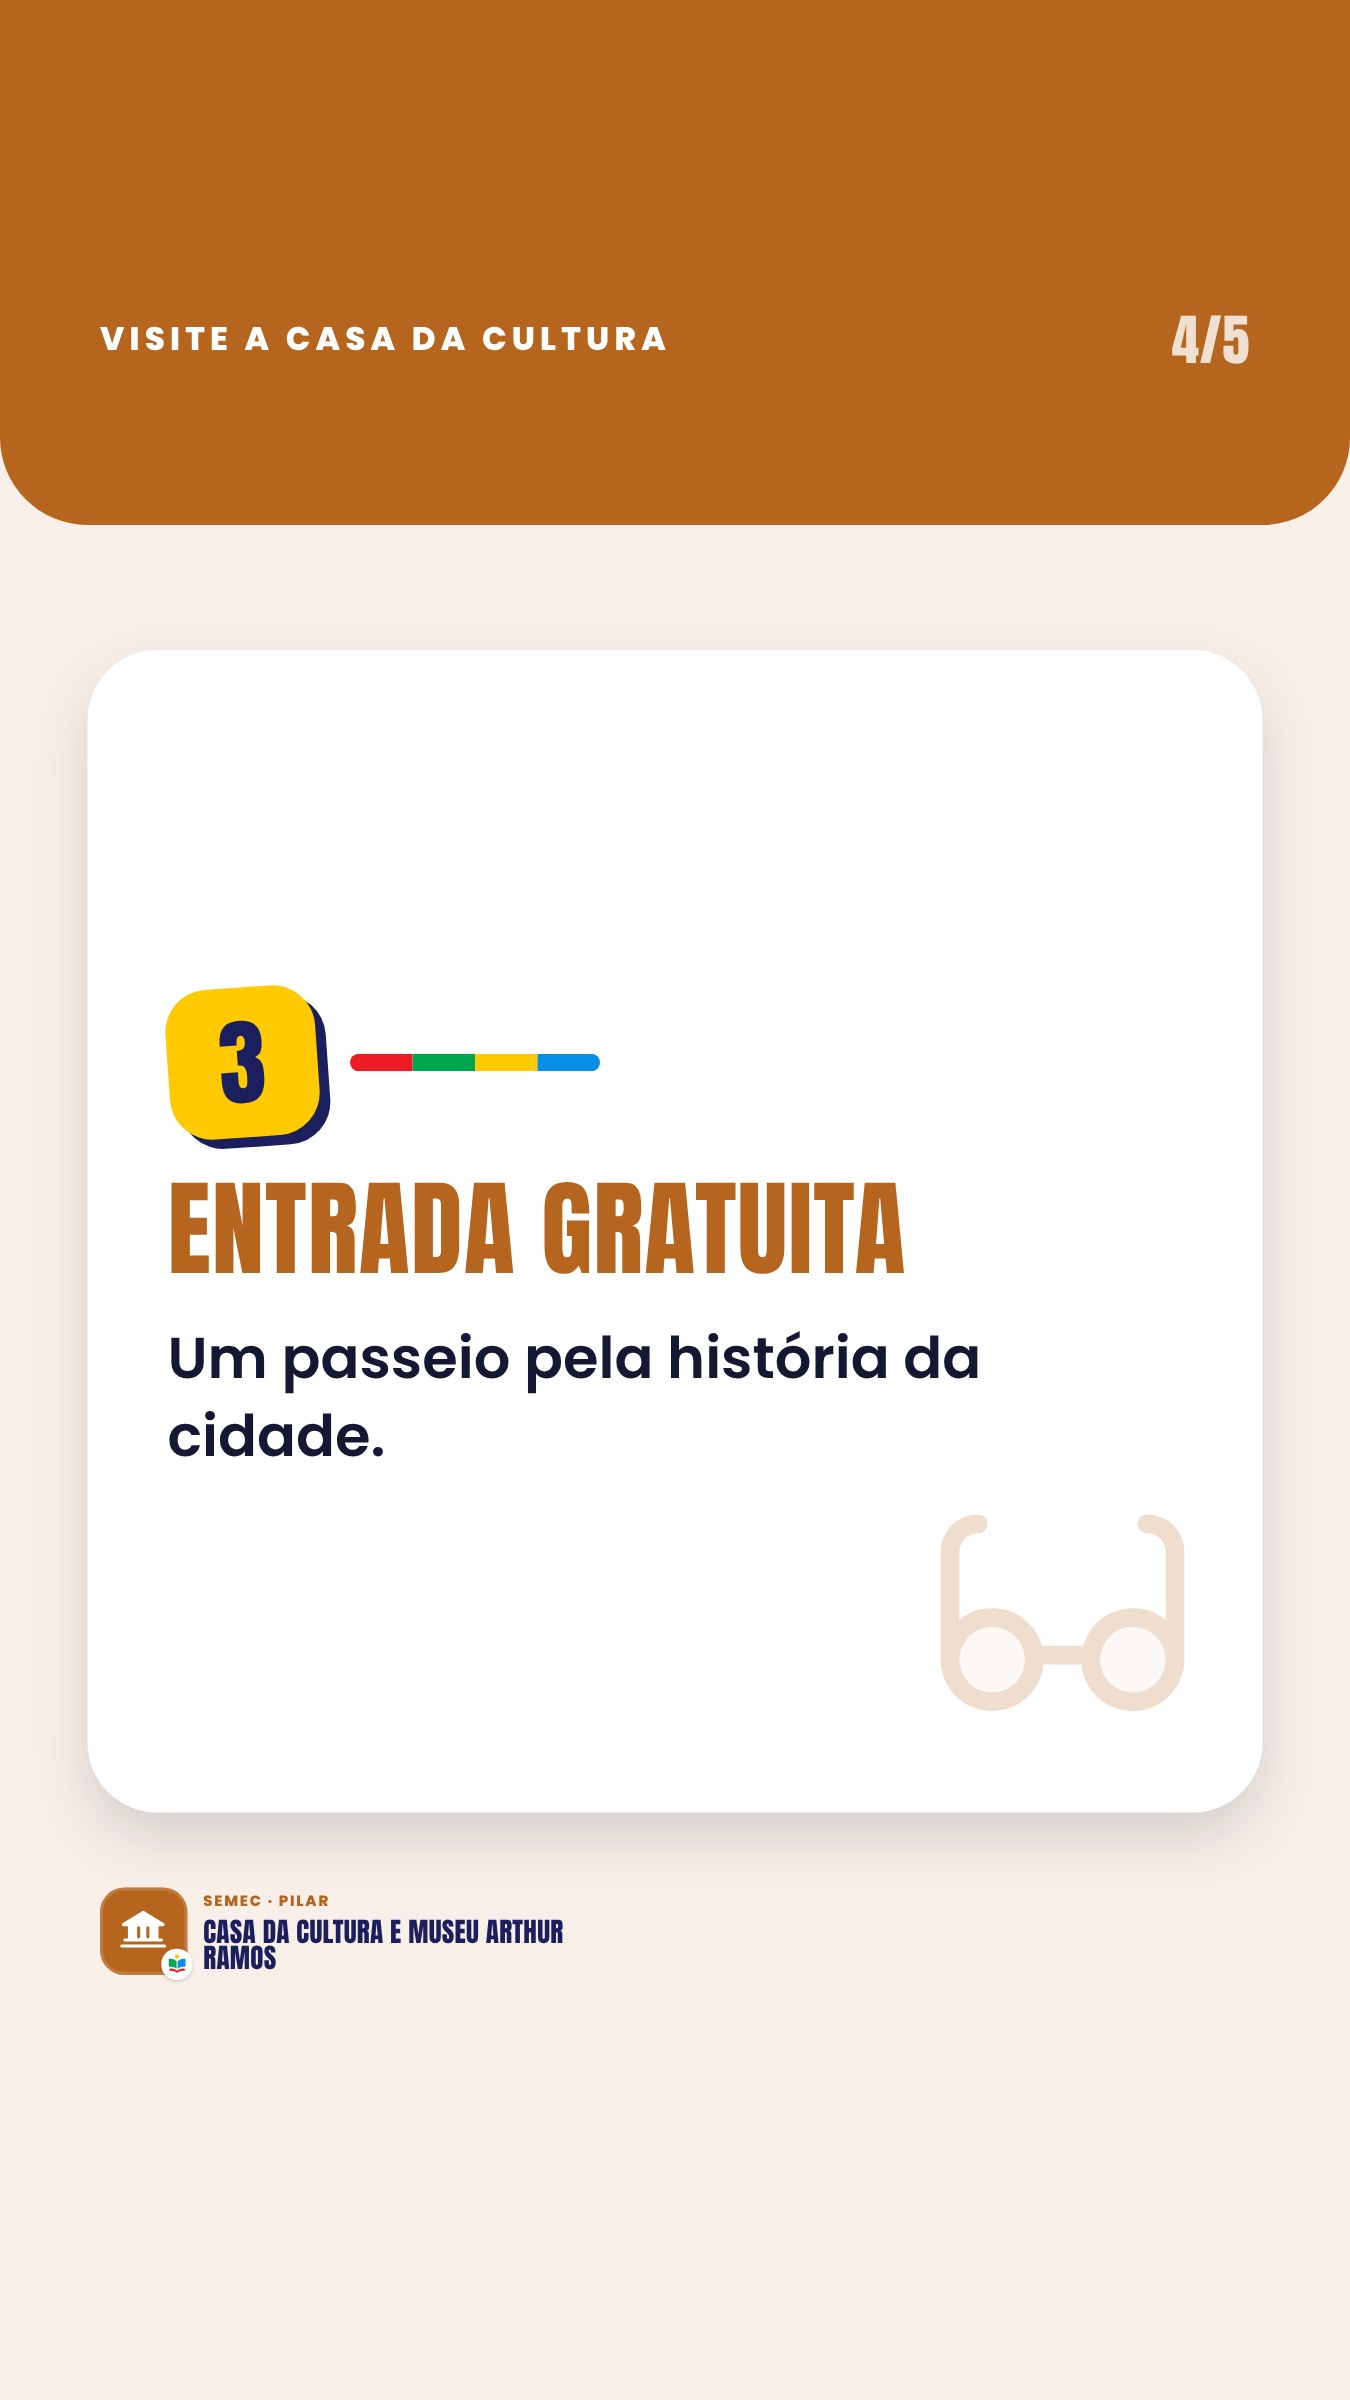 VISITE A CASA DA CULTURA
4/5
3
ENTRADA GRATUITA
Um passeio pela história da
cidade.
SEMEC · PILAR
CASA DA CULTURA E MUSEU ARTHUR
RAMOS